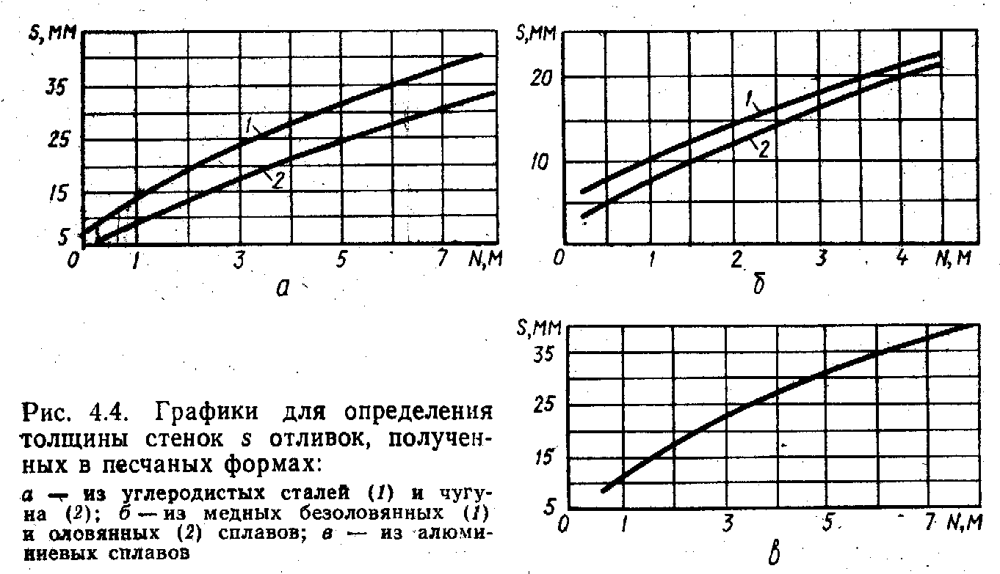 S,мм
35
25
15
5
0 1 3 5 7 N,м
1
2
а
S,мм
20
10
0 1 2 3 4 N,м
1
2
б
S,мм
35
25
15
5
0 1 3 5 7 N,м
в
Рис. 4.4. Графики для определения
толщины стенок s отливок, получен-
ных в песчаных формах:
а — из углеродистых сталей (1) и чугу-
на (2); б — из медных безоловянных (1)
и оловянных (2) сплавов; в — из алюми-
ниевых сплавов